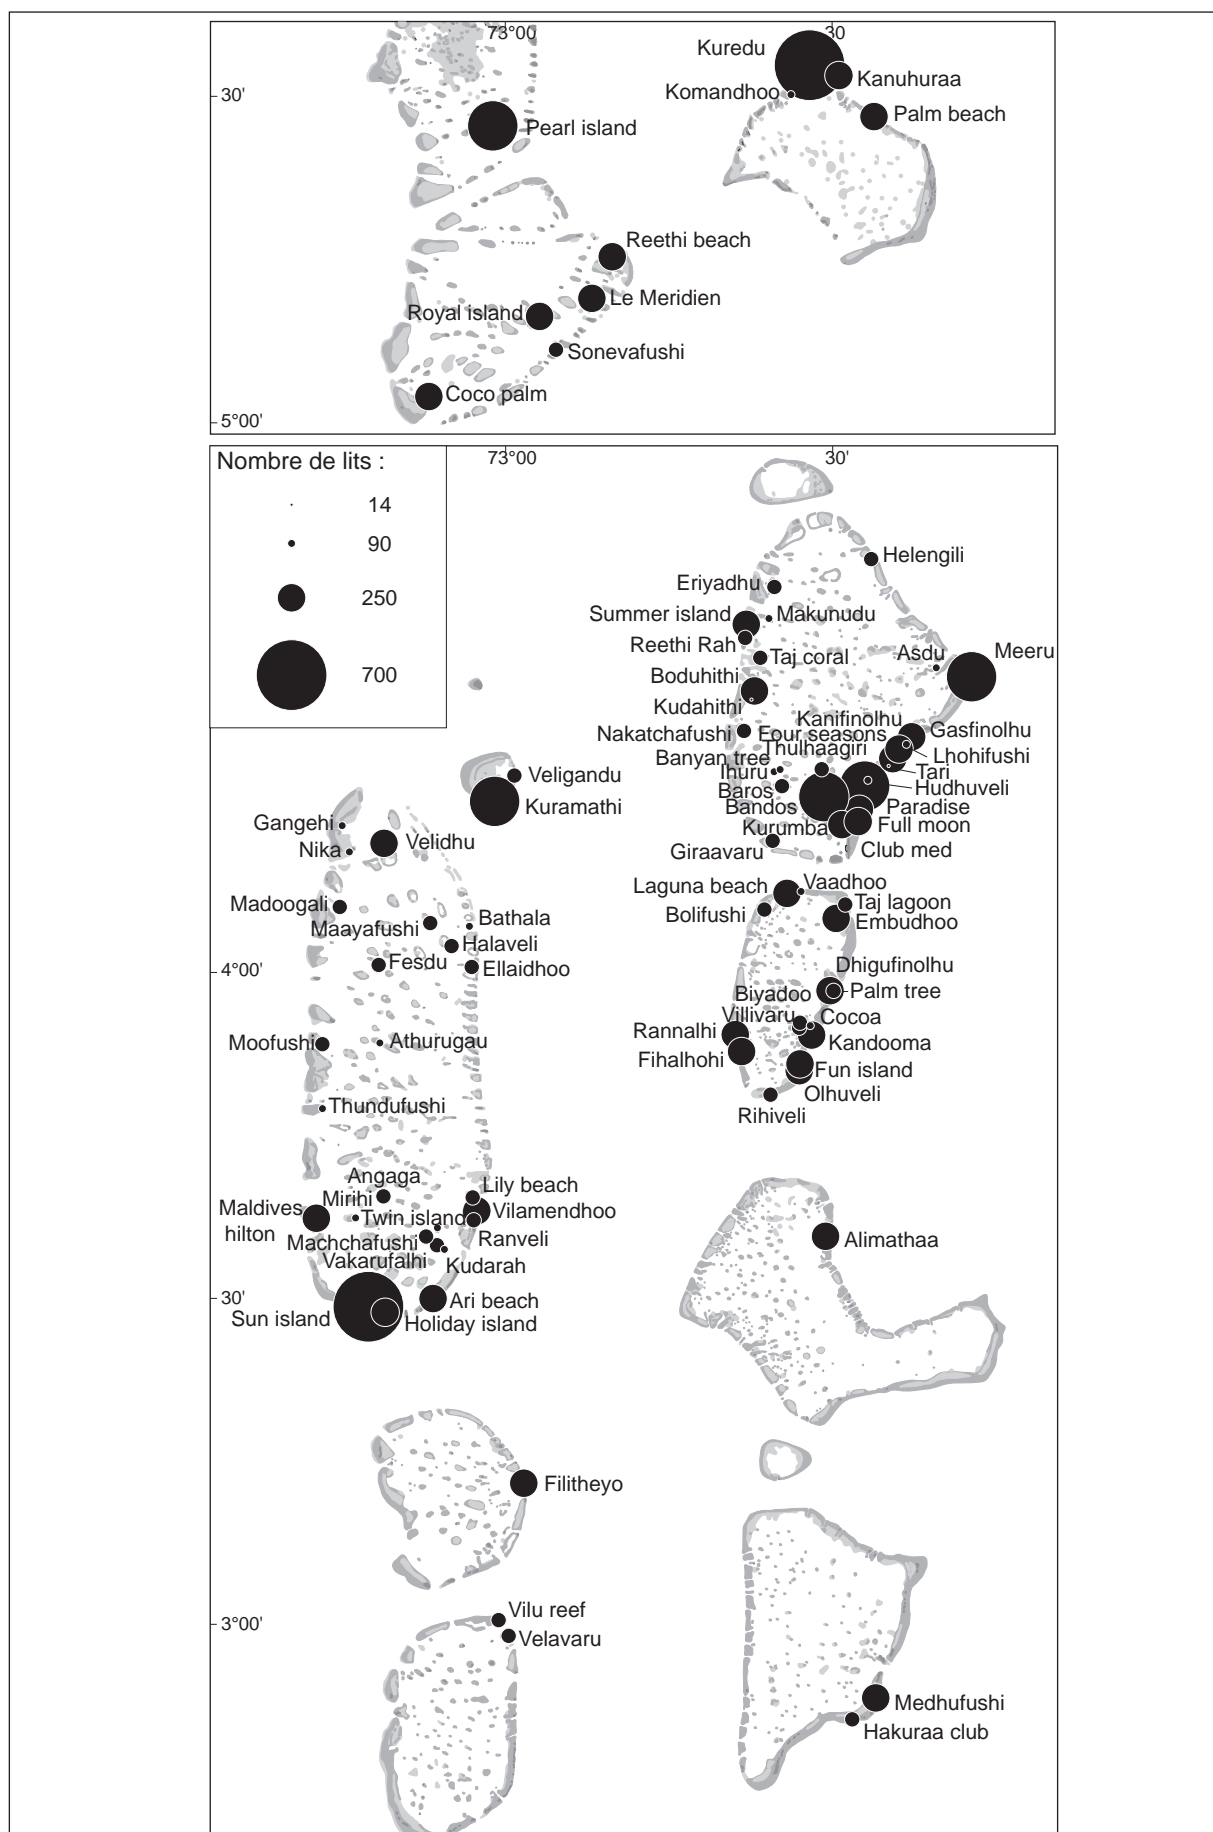 73°00
30
Kuredu
Kanuhuraa
Komandhoo
30'
Palm beach
Pearl island
Reethi beach
Le Meridien
Royal island
Sonevafushi
Coco palm
5°00'
73°00
30'
Nombre de lits :
14
90
250
700
Helengili
Eriyadhu
Summer island
Makunudu
Reethi Rah
Taj coral
Asdu
Meeru
Boduhithi
Kudahithi
Kanifinolhu
Nakatchafushi
Four seasons
Gasfinolhu
Thulhaagiri
Lhohifushi
Banyan tree
Ihuru
Tari
Hudhuveli
Baros
Bandos
Paradise
Kurumba
Full moon
Giraavaru
Club med
Veligandu
Kuramathi
Gangehi
Nika
Velidhu
Laguna beach
Vaadhoo
Madoogali
Taj lagoon
Bolifushi
Maayafushi
Bathala
Embudhoo
Halaveli
Fesdu
Ellaidhoo
4°00'
Dhigufinolhu
Biyadoo
Palm tree
Villivaru
Cocoa
Rannalhi
Kandooma
Moofushi
Athurugau
Fihalhohi
Fun island
Olhuveli
Thundufushi
Rihiveli
Angaga
Lily beach
Mirihi
Maldives
hilton
Twin island
Vilamendhoo
Machchafushi
Ranveli
Vakarufalhi
Kudarah
Alimathaa
30'
Ari beach
Sun island
Holiday island
Filitheyo
Vilu reef
3°00'
Velavaru
Medhufushi
Hakuraa club